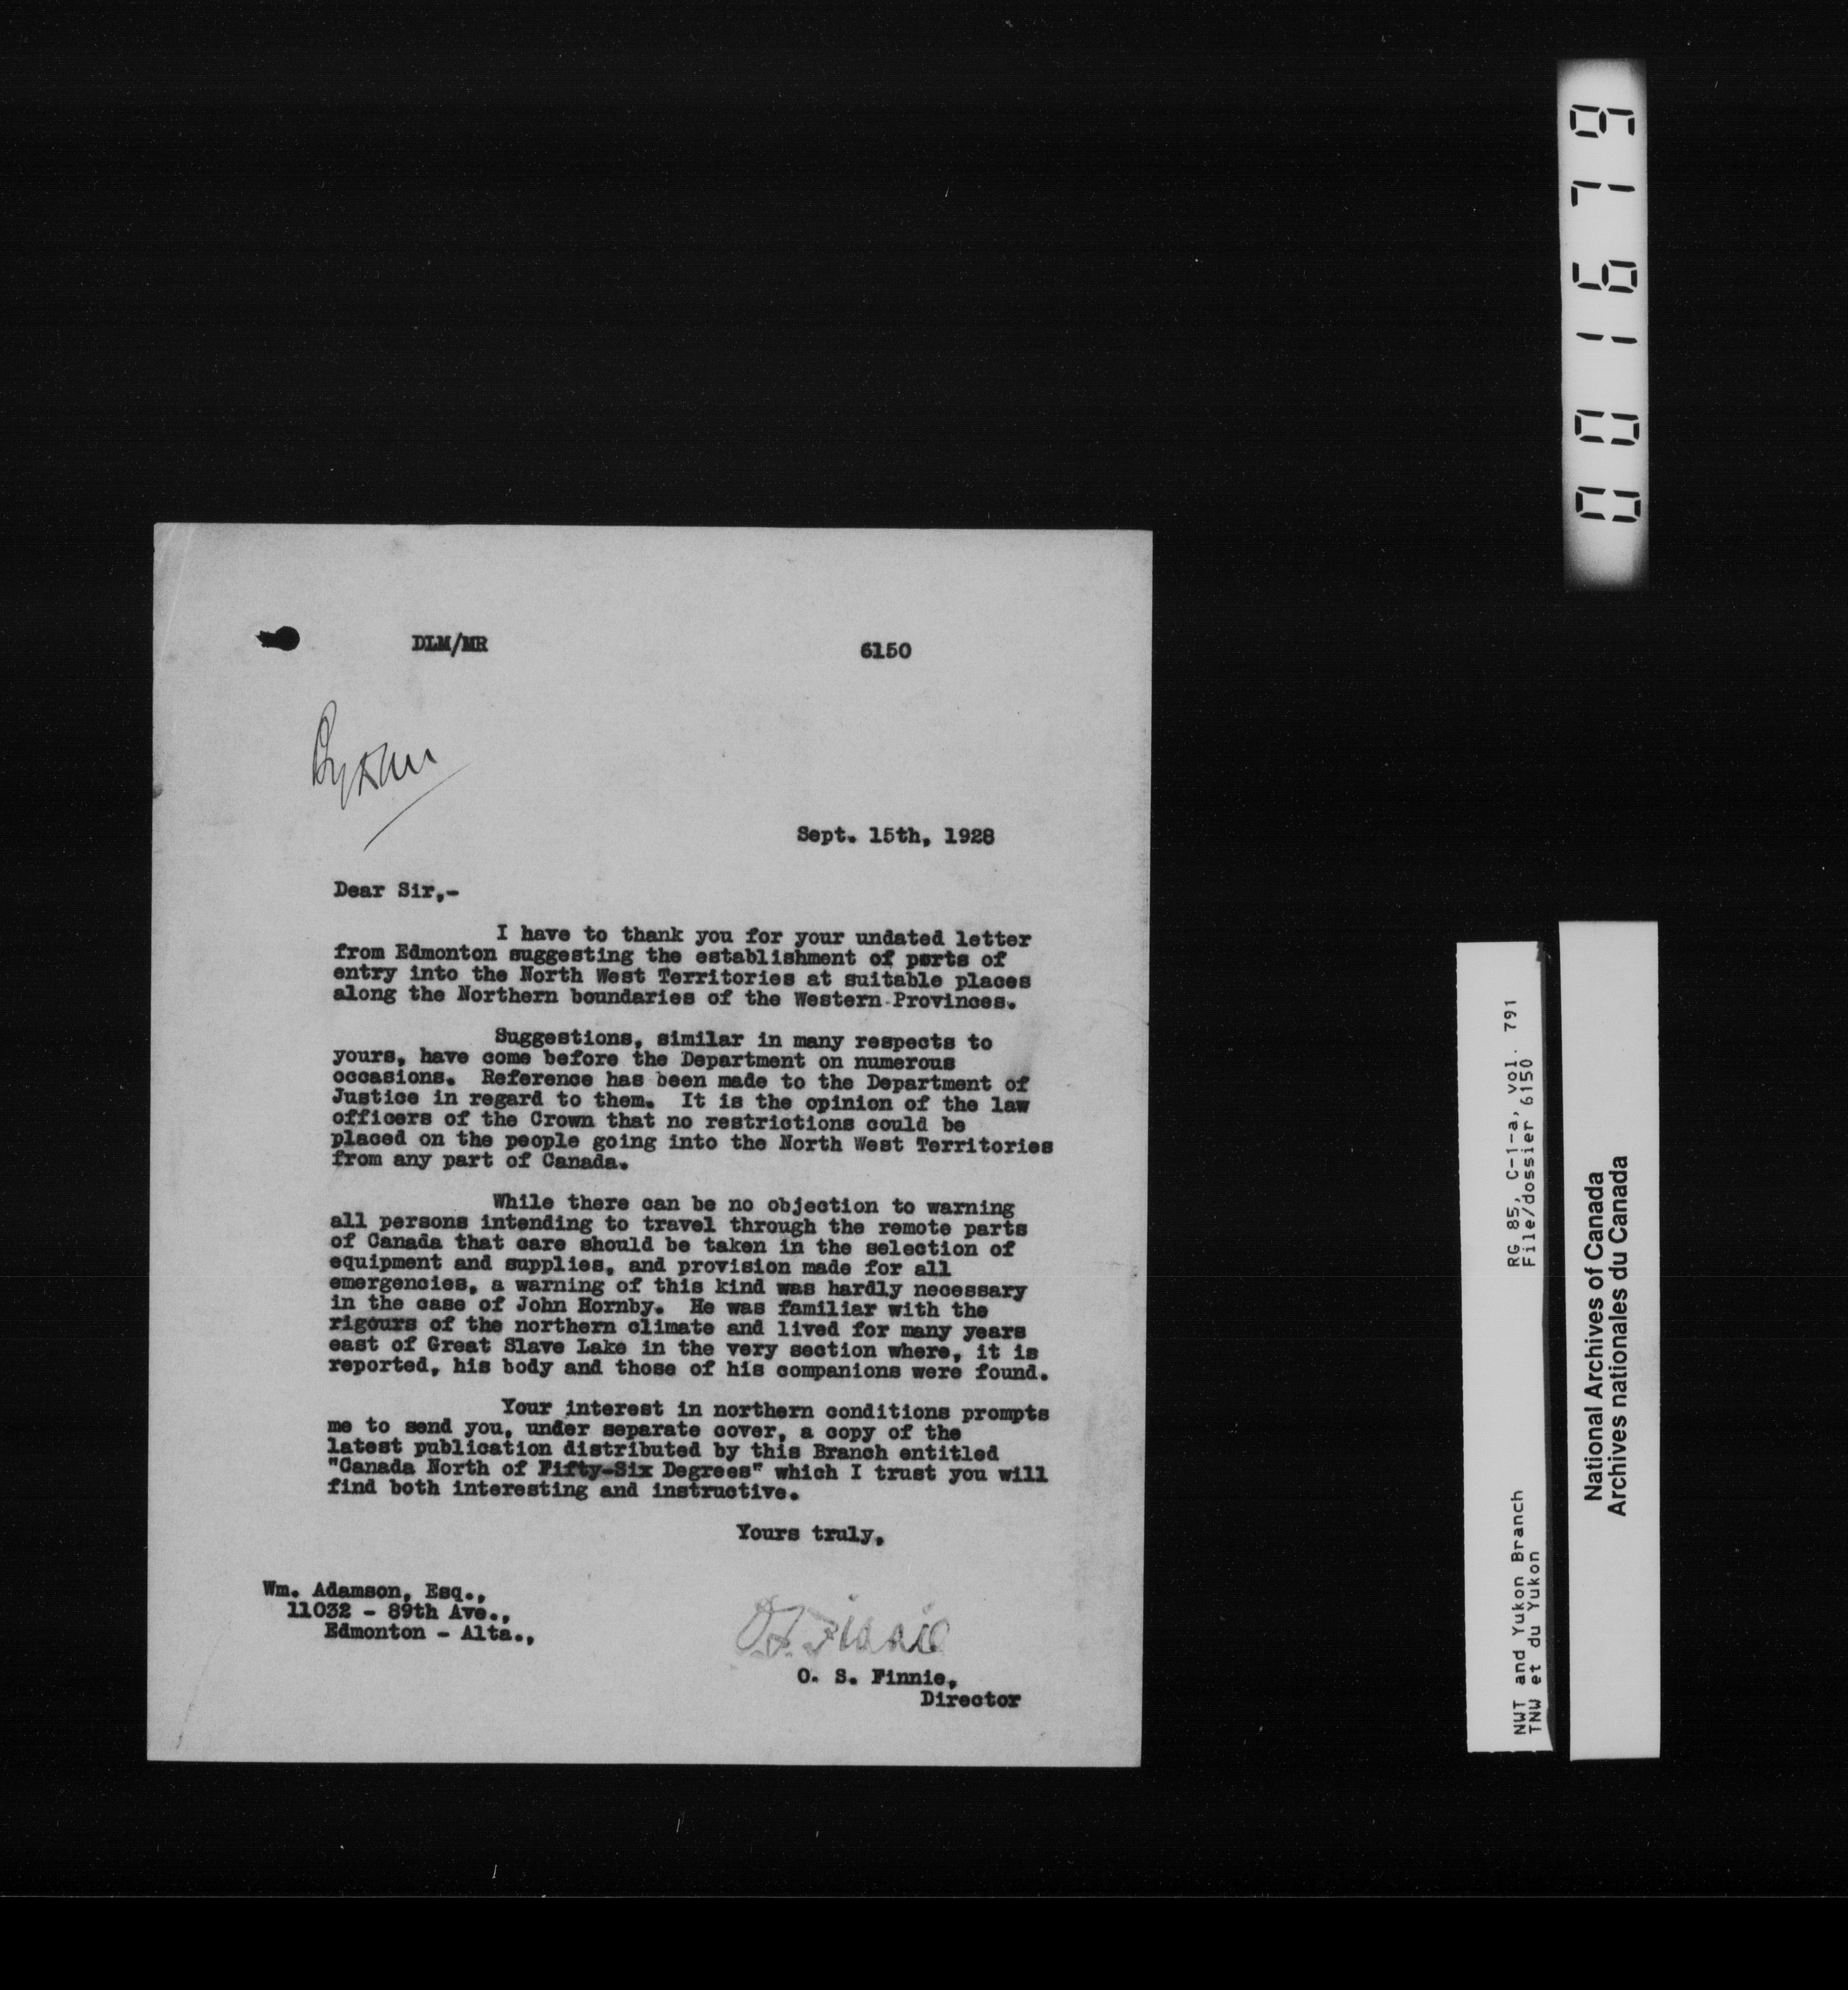 001679
DLM/MR 6150
Sept. 15th, 1928
Dear Sir,-
I have to thank you for your undated letter
from Edmonton suggesting the establishment of ports of
entry into the North West Territories at suitable places
along the Northern boundaries of the Western Provinces.
Suggestions, similar in many respects to
yours, have come before the Department on numerous
occasions. Reference has been made to the Department of
Justice in regard to them. It is the opinion of the law
officers of the Crown that no restrictions could be
placed on the people going into the North West Territories
from any part of Canada.
While there can be no objection to warning
all persons intending to travel through the remote parts
of Canada that care should be taken in the selection of
equipment and supplies, and provision made for all
emergencies, a warning of this kind was hardly necessary
in the case of John Hornby. He was familiar with the
rigours of the northern climate and lived for many years
east of Great Slave Lake in the very section where, it is
reported, his body and those of his companions were found.
Your interest in northern conditions prompts
me to send you, under separate cover, a copy of the
latest publication distributed by this Branch entitled
"Canada North of Fifty-Six Degrees" which I trust you will
find both interesting and instructive.
Yours truly,
Wm. Adamson, Esq.,
11032 - 89th Ave.,
Edmonton - Alta.,
O. S. Finnie
O. S. Finnie,
Director
NWT and Yukon Branch RG 85, C-1-a, vol. 791
TNW et du Yukon File/dossier 6150
National Archives of Canada
Archives nationales du Canada